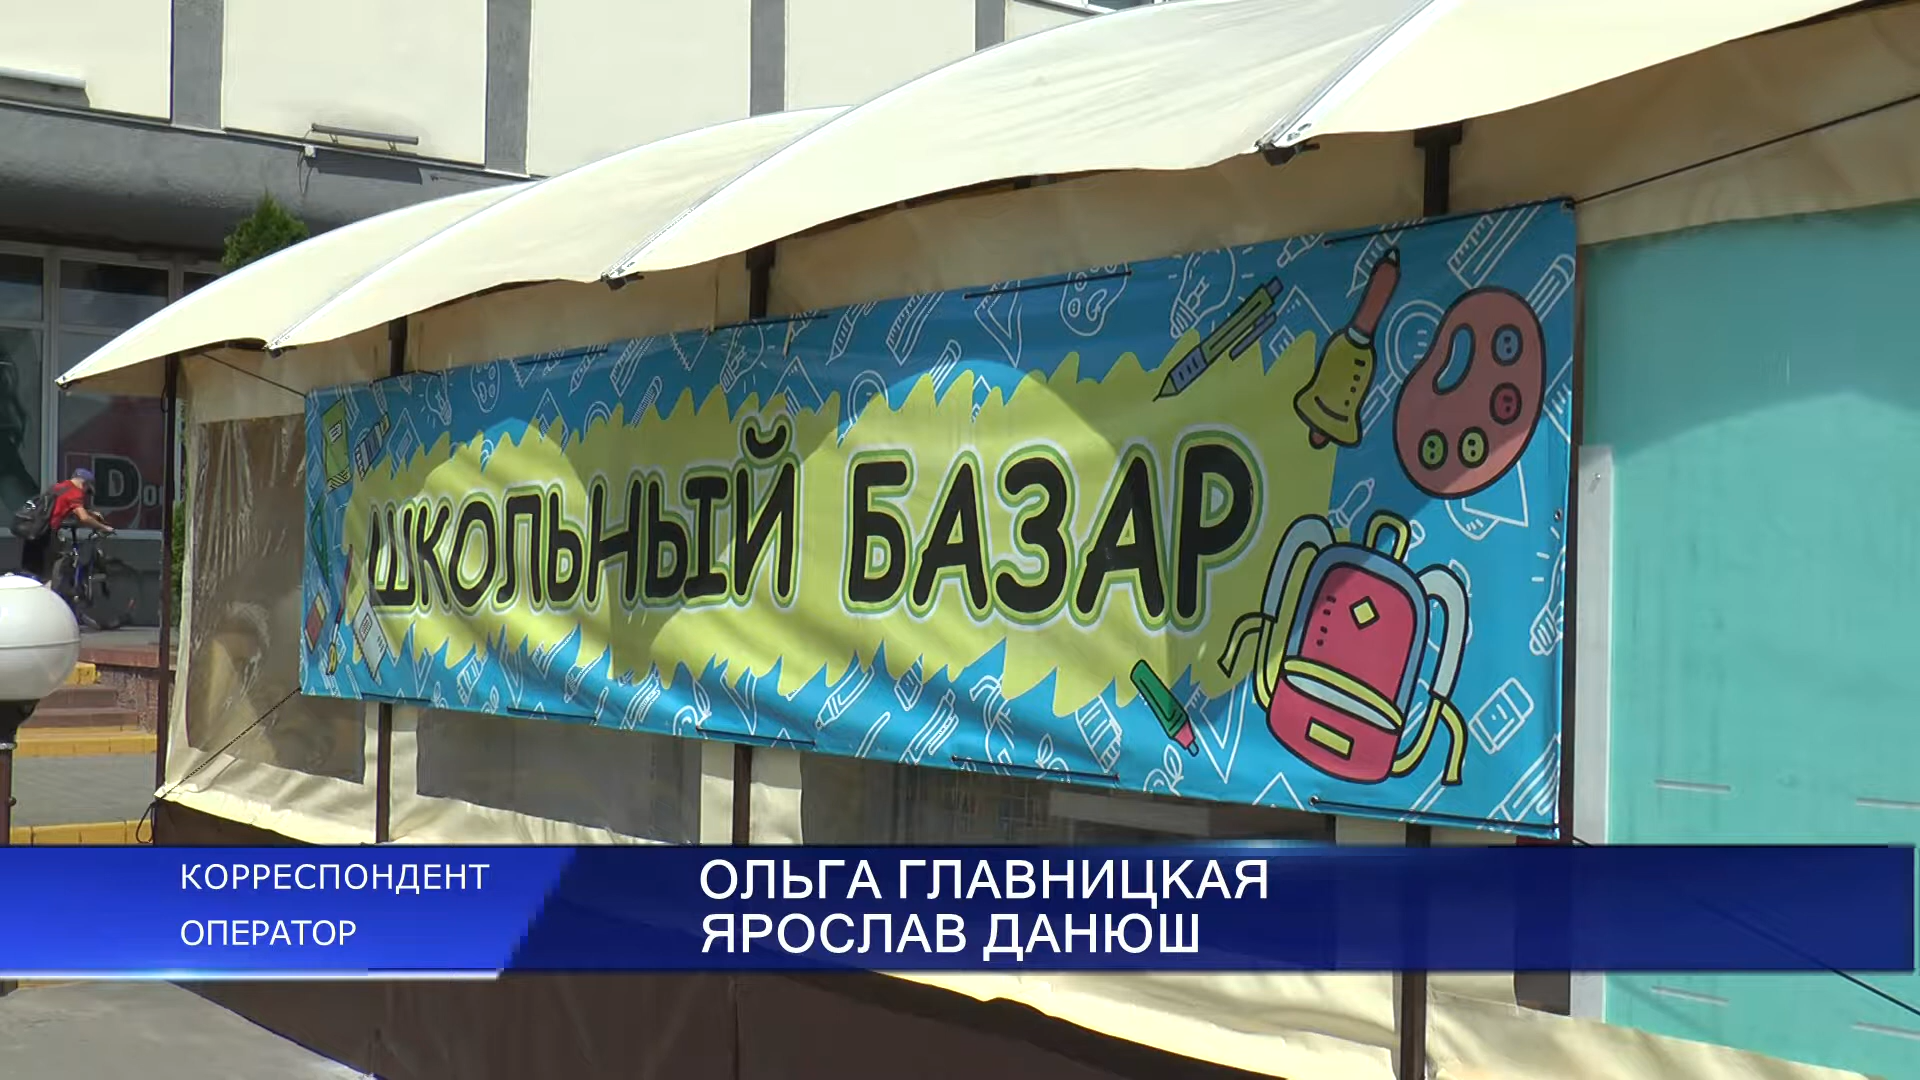 ШКОЛЬНЫЙ БАЗАР
КОРРЕСПОНДЕНТ ОЛЬГА ГЛАВНИЦКАЯ
ОПЕРАТОР ЯРОСЛАВ ДАНЮШ